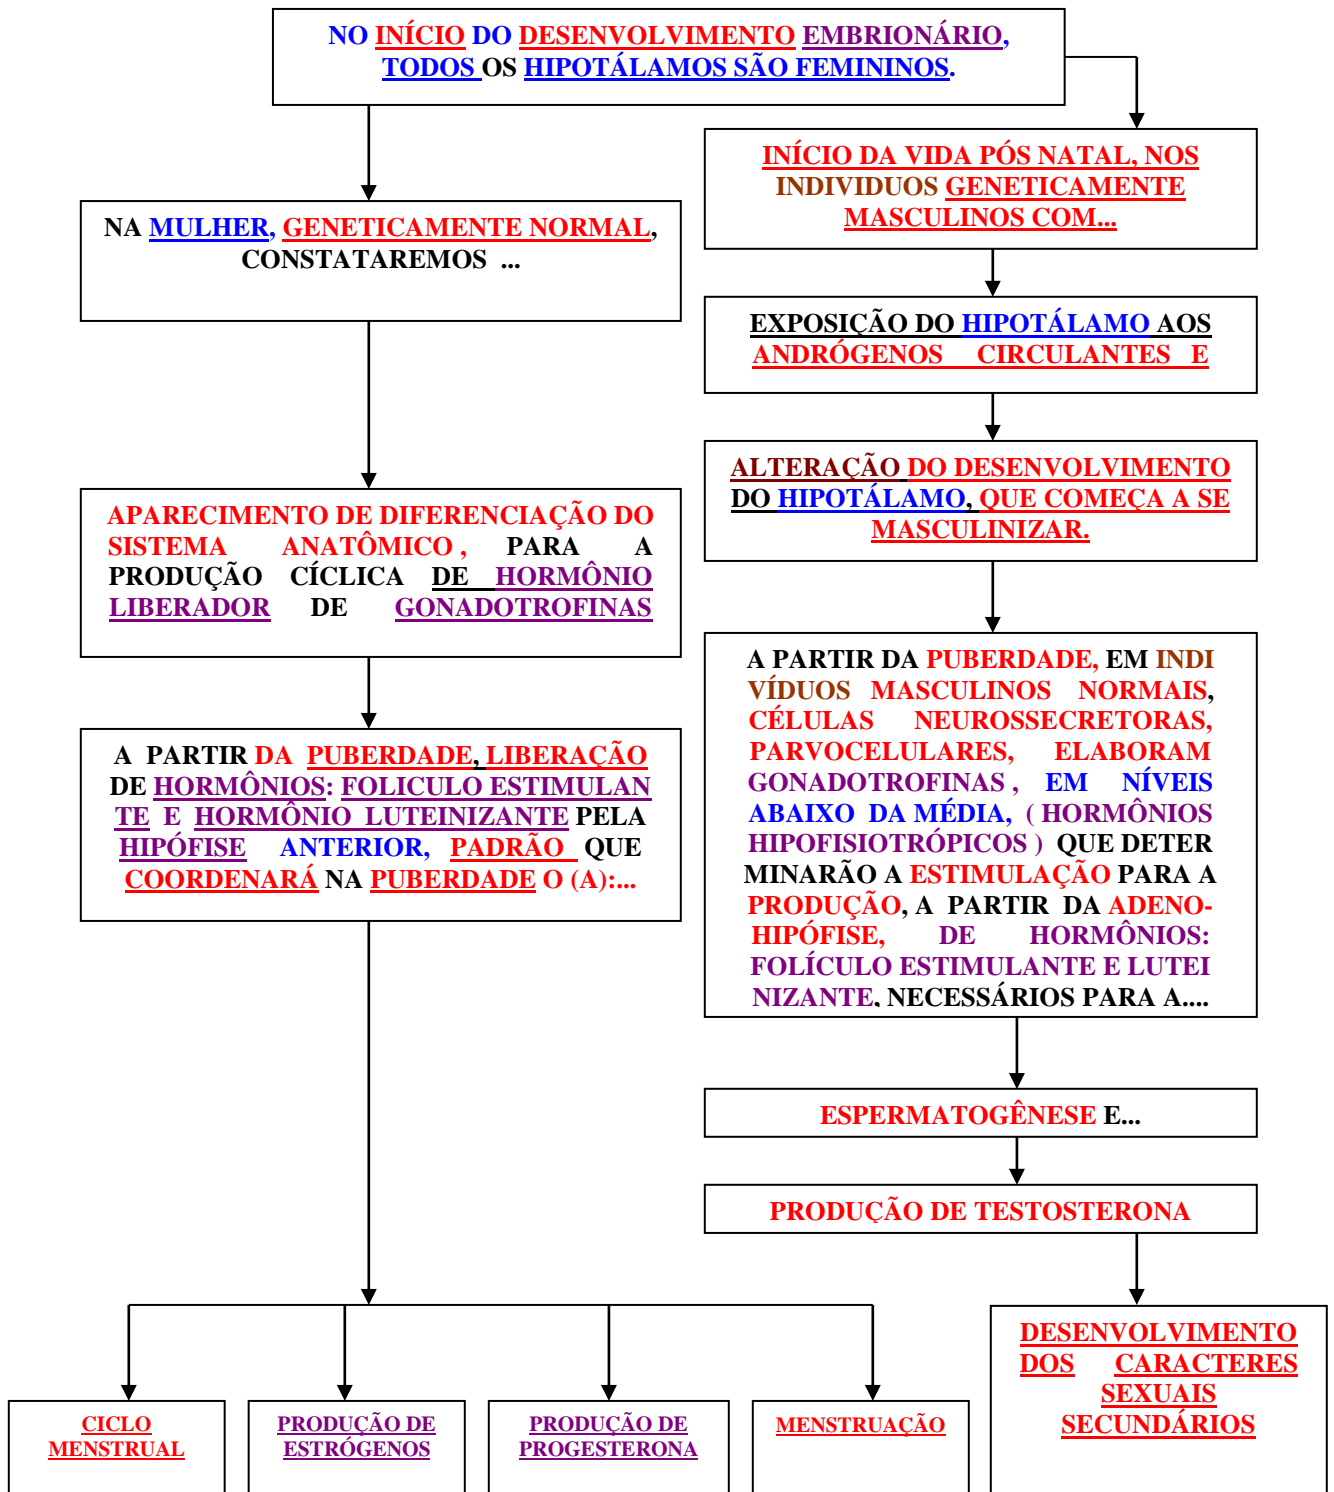 NO INÍCIO DO DESENVOLVIMENTO EMBRIONÁRIO,
TODOS OS HIPOTÁLAMOS SÃO FEMININOS.
NA MULHER, GENETICAMENTE NORMAL,
CONSTATAREMOS ...
APARECIMENTO DE DIFERENCIAÇÃO DO
SISTEMA ANATÔMICO , PARA A
PRODUÇÃO CÍCLICA DE HORMÔNIO
LIBERADOR DE GONADOTROFINAS
A PARTIR DA PUBERDADE, LIBERAÇÃO
DE HORMÔNIOS: FOLICULO ESTIMULAN
TE E HORMÔNIO LUTEINIZANTE PELA
HIPÓFISE ANTERIOR, PADRÃO QUE
COORDENARÁ NA PUBERDADE O (A):...
CICLO
MENSTRUAL
PRODUÇÃO DE
ESTRÓGENOS
PRODUÇÃO DE
PROGESTERONA
MENSTRUAÇÃO
INÍCIO DA VIDA PÓS NATAL, NOS
INDIVIDUOS GENETICAMENTE
MASCULINOS COM...
EXPOSIÇÃO DO HIPOTÁLAMO AOS
ANDRÓGENOS CIRCULANTES E
ALTERAÇÃO DO DESENVOLVIMENTO
DO HIPOTÁLAMO, QUE COMEÇA A SE
MASCULINIZAR.
A PARTIR DA PUBERDADE, EM INDI
VÍDUOS MASCULINOS NORMAIS,
CÉLULAS NEUROSSECRETORAS,
PARVOCELULARES, ELABORAM
GONADOTROFINAS , EM NÍVEIS
ABAIXO DA MÉDIA, ( HORMÔNIOS
HIPOFISIOTRÓPICOS ) QUE DETER
MINARÃO A ESTIMULAÇÃO PARA A
PRODUÇÃO, A PARTIR DA ADENO-
HIPÓFISE, DE HORMÔNIOS:
FOLÍCULO ESTIMULANTE E LUTEI
NIZANTE, NECESSÁRIOS PARA A....
ESPERMATOGÊNESE E...
PRODUÇÃO DE TESTOSTERONA
DESENVOLVIMENTO
DOS CARACTERES
SEXUAIS
SECUNDÁRIOS